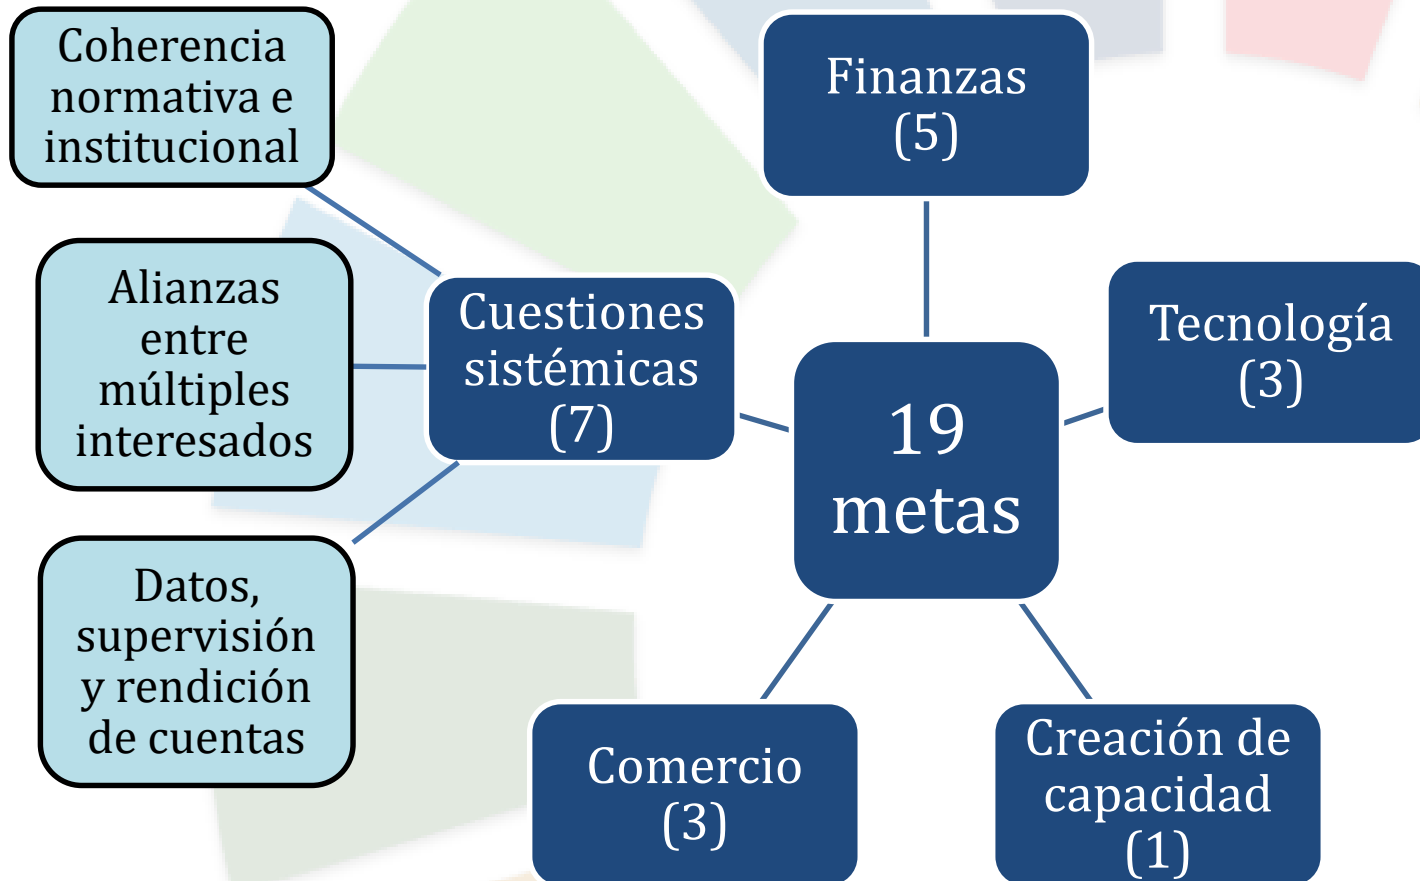 Coherencia
normativa e
institucional
Alianzas
entre
múltiples
interesados
Datos,
supervisión
y rendición
de cuentas
Cuestiones
sistémicas
(7)
Finanzas
(5)
Tecnología
(3)
19
metas
Comercio
(3)
Creación de
capacidad
(1)